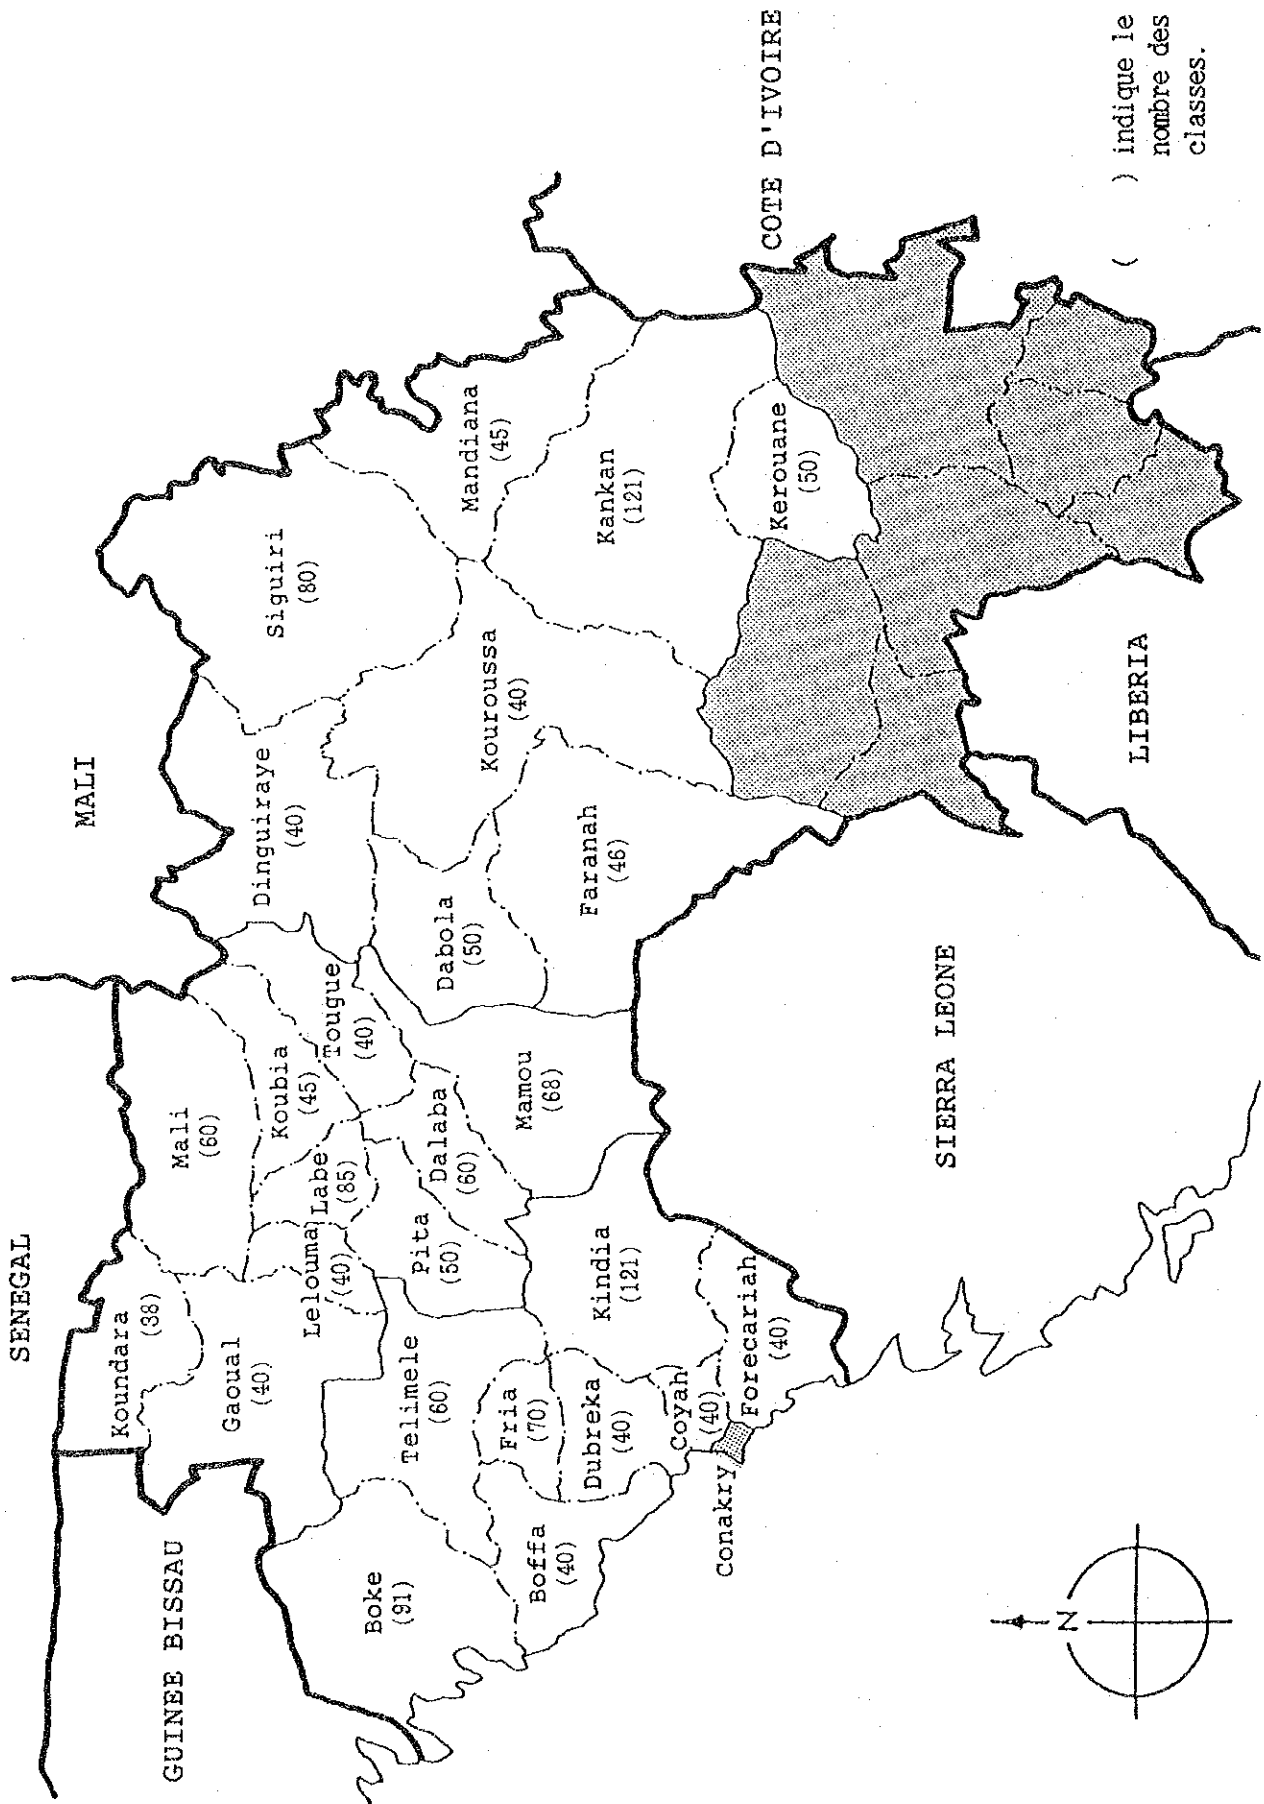 SENEGAL
MALI
GUINEE BISSAU
Koundara
(38)
Gaoual
(40)
Mali
(60)
Koubia
(45)
Tougue
(40)
Lelouma
(40)
Labe
(85)
Dinguiraye
(40)
Siguiri
(80)
Boke
(91)
Telimele
(60)
Pita
(50)
Dalaba
(60)
Dabola
(50)
Kouroussa
(40)
Mandiana
(45)
Boffa
(40)
Fria
(70)
Dubreka
(40)
Kindia
(121)
Mamou
(68)
Faranah
(46)
Kankan
(121)
Coyah
(40)
Conakry
Forecariah
(40)
Kerouane
(50)
COTE D'IVOIRE
SIERRA LEONE
LIBERIA
N
( ) indique le
nombre des
classes.